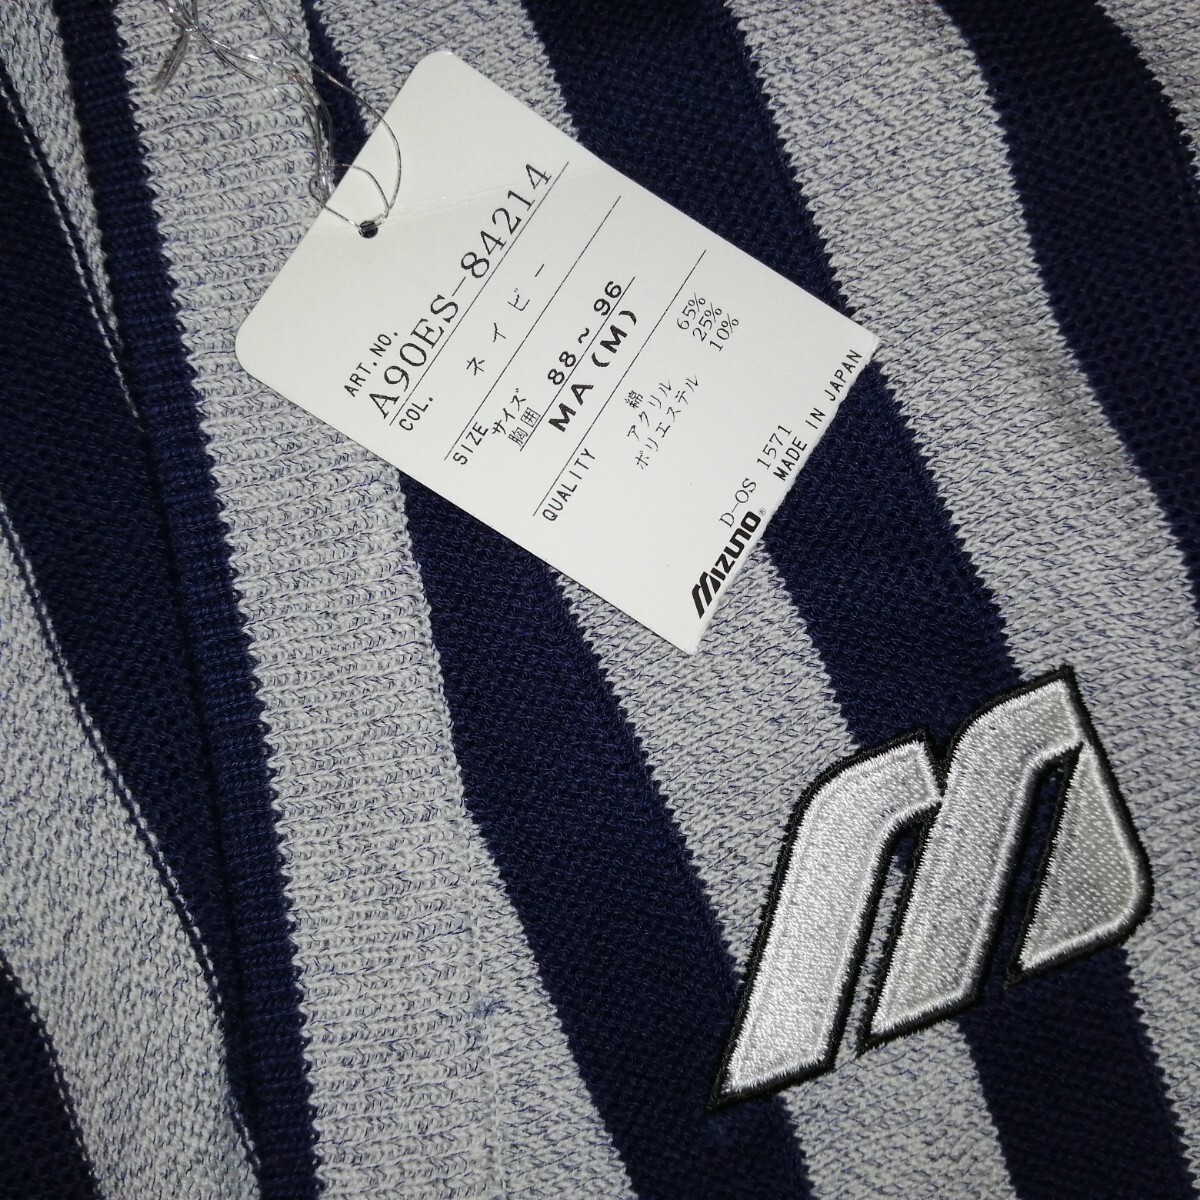 ART.NO.
A90ES-84214
COL.
ネイビー
SIZE サイズ 88～96
胸囲 MA(M)
QUALITY
綿 65%
アクリル 25%
ポリエステル 10%
D-OS 1571
MIZUNO® MADE IN JAPAN